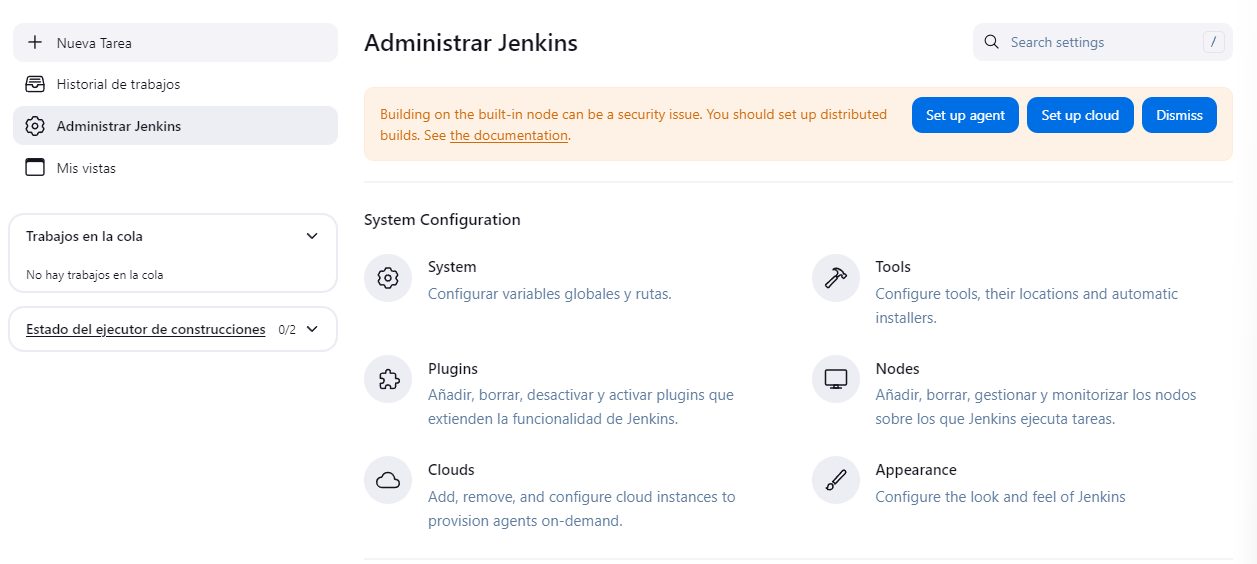 Nueva Tarea
Historial de trabajos
Administrar Jenkins
Mis vistas
Trabajos en la cola
No hay trabajos en la cola
Estado del ejecutor de construcciones 0/2
Administrar Jenkins
Search settings /
Building on the built-in node can be a security issue. You should set up distributed
builds. See the documentation.
Set up agent
Set up cloud
Dismiss
System Configuration
System
Configurar variables globales y rutas.
Tools
Configure tools, their locations and automatic
installers.
Plugins
Añadir, borrar, desactivar y activar plugins que
extienden la funcionalidad de Jenkins.
Nodes
Añadir, borrar, gestionar y monitorizar los nodos
sobre los que Jenkins ejecuta tareas.
Clouds
Add, remove, and configure cloud instances to
provision agents on-demand.
Appearance
Configure the look and feel of Jenkins